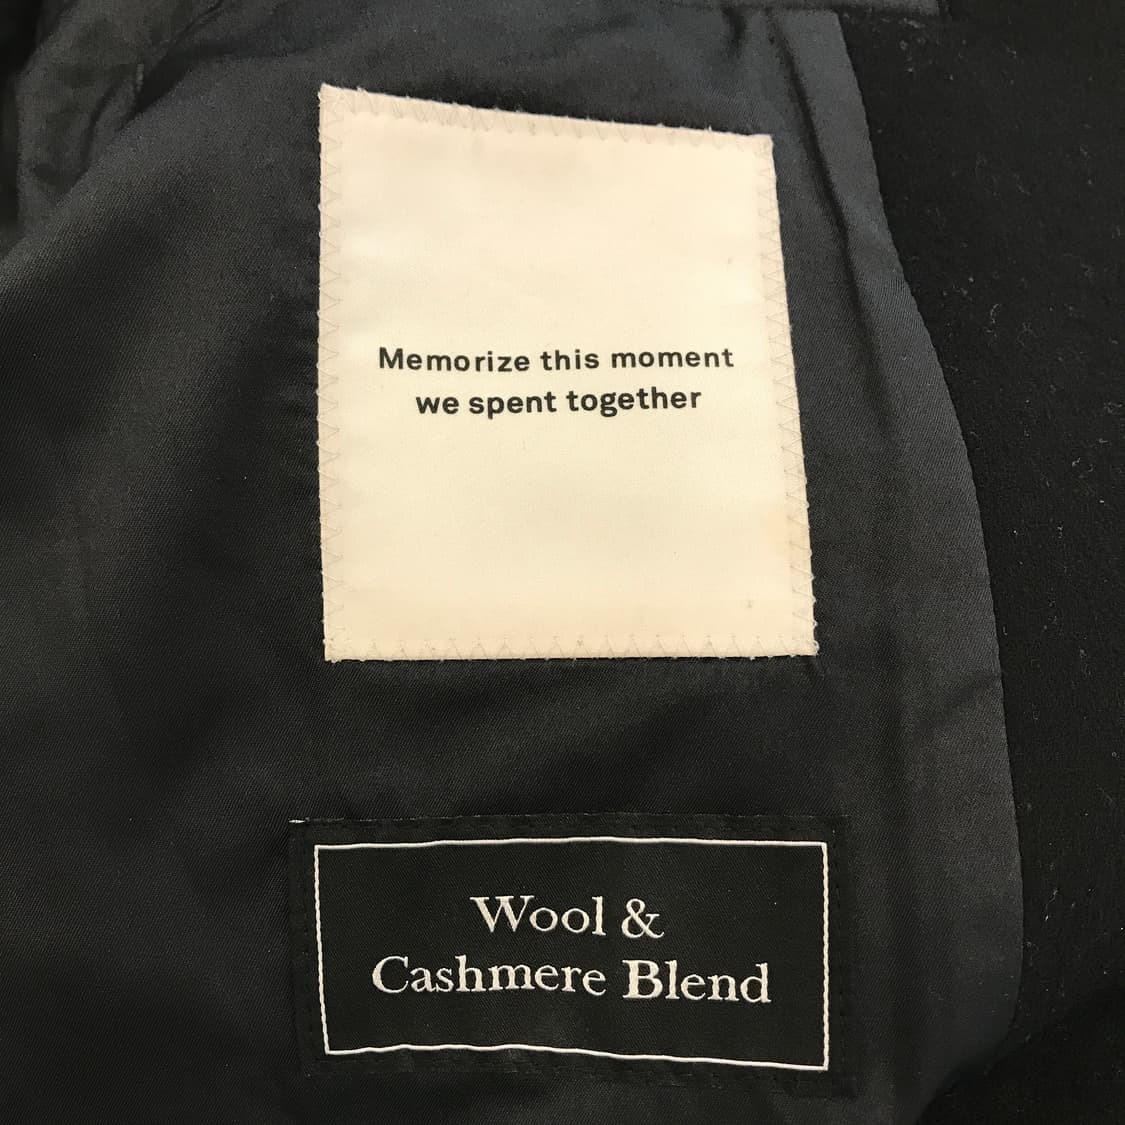 Memorize this moment
we spent together
Wool &
Cashmere Blend